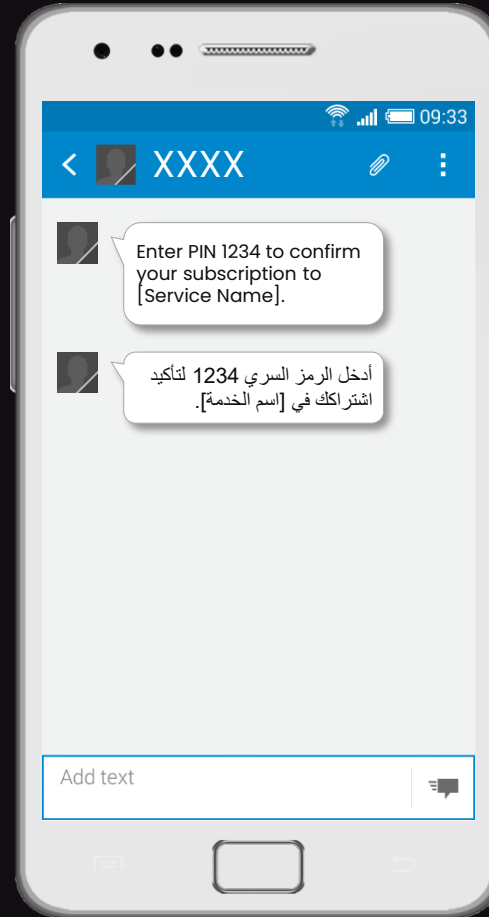 09:33
XXXX
Enter PIN 1234 to confirm
your subscription to
[Service Name].
أدخل الرمز السري 1234 لتأكيد
اشتراكك في [اسم الخدمة].
Add text